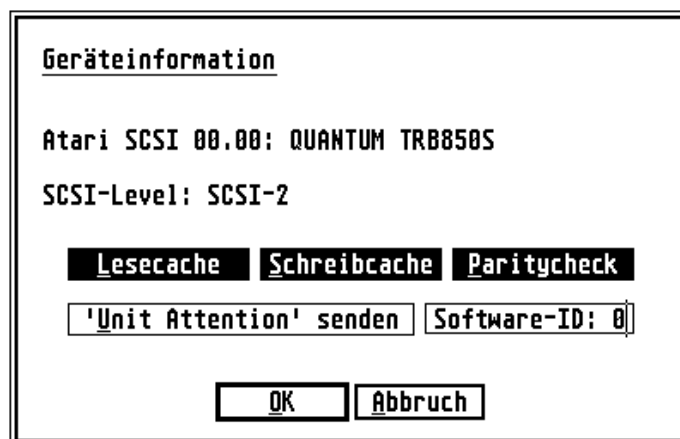 Geräteinformation
Atari SCSI 00.00: QUANTUM TRB850S
SCSI-Level: SCSI-2
Lesecache Schreibcache Paritycheck
'Unit Attention' senden Software-ID: 0
OK Abbruch